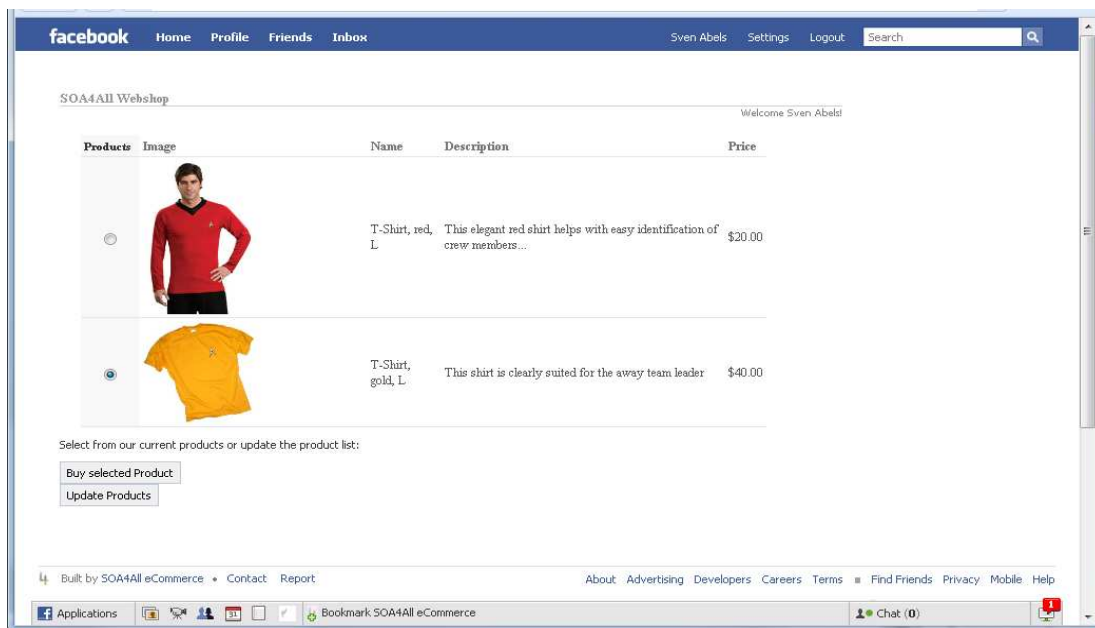 facebook Home Profile Friends Inbox Sven Abels Settings Logout Search
SOA4All Webshop
Welcome Sven Abels!
Products Image Name Description Price
T-Shirt, red, L
This elegant red shirt helps with easy identification of
crew members...
$20.00
T-Shirt,
gold, L
This shirt is clearly suited for the away team leader
$40.00
Select from our current products or update the product list:
Buy selected Product
Update Products
Built by SOA4All eCommerce • Contact Report About Advertising Developers Careers Terms Find Friends Privacy Mobile Help
Applications 31 Bookmark SOA4All eCommerce Chat (0) 1